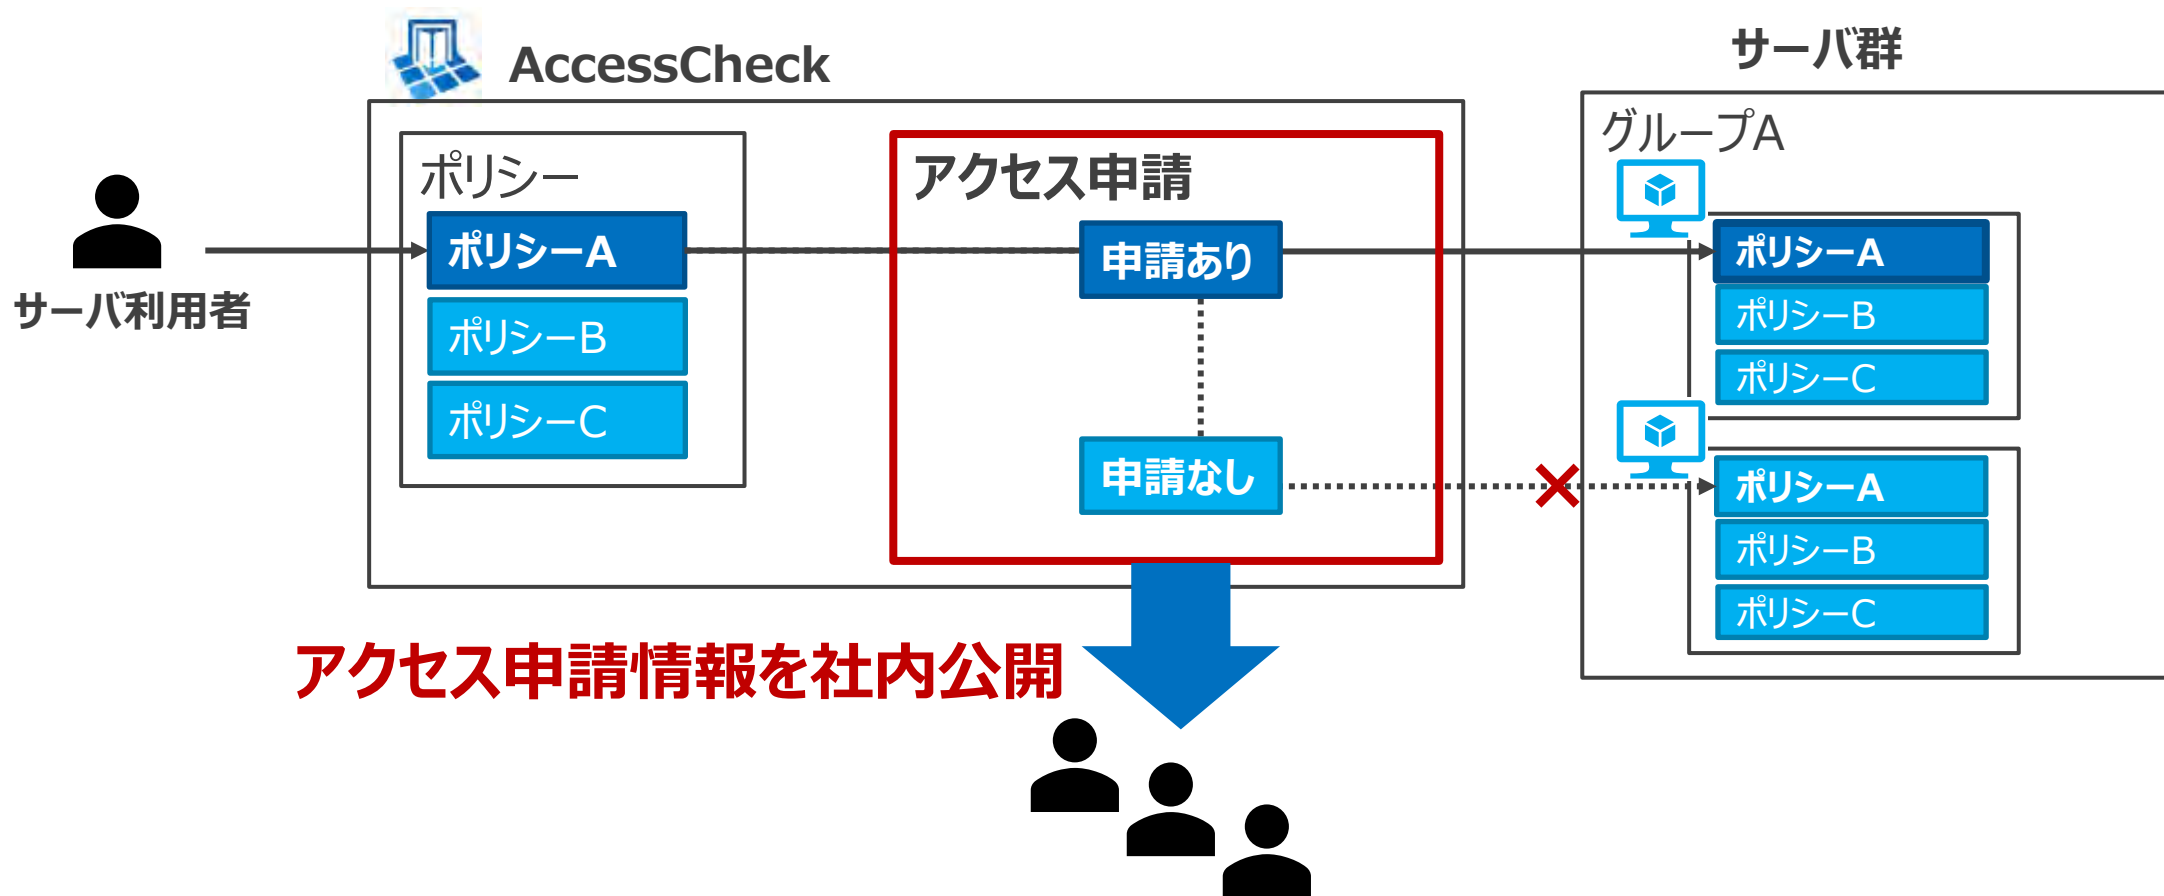 AccessCheck
サーバ群
サーバ利用者
ポリシー
ポリシーA
ポリシーB
ポリシーC
アクセス申請
申請あり
申請なし
グループA
ポリシーA
ポリシーB
ポリシーC
ポリシーA
ポリシーB
ポリシーC
アクセス申請情報を社内公開